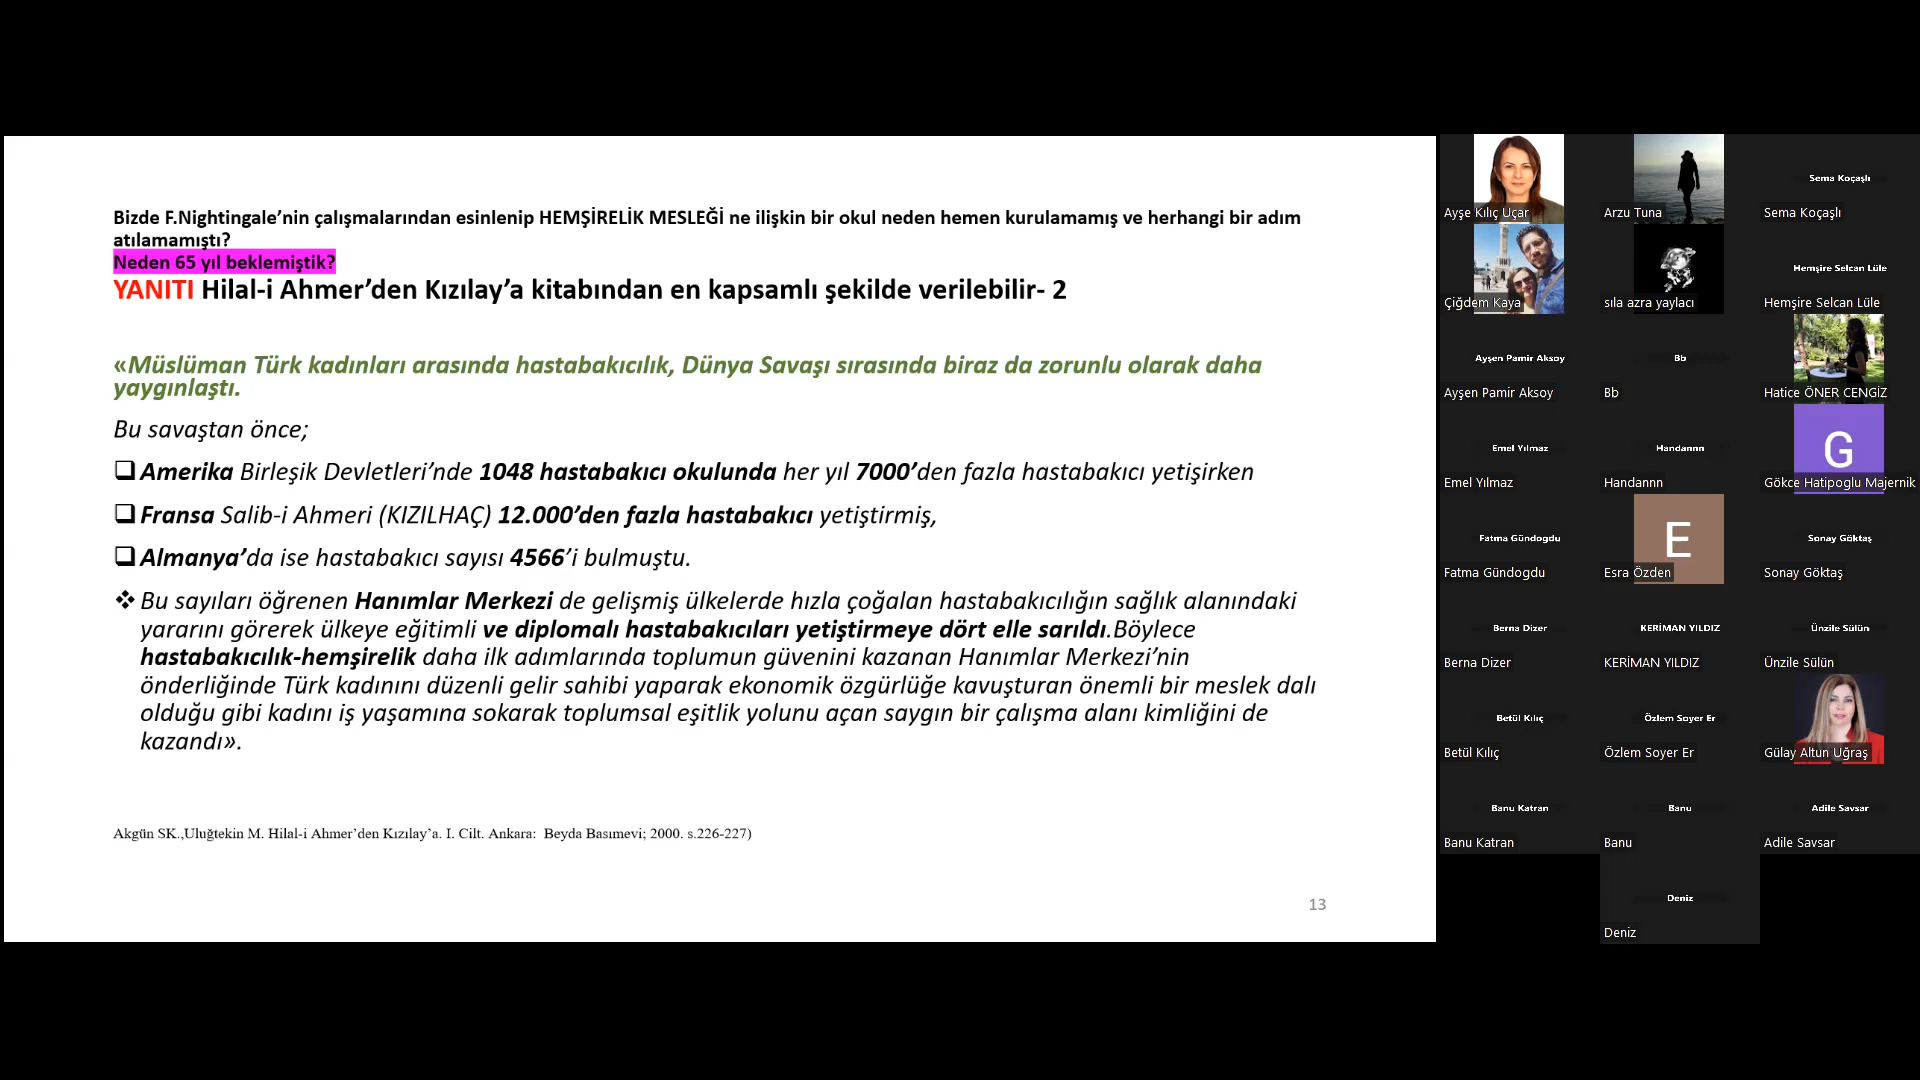 Bizde F.Nightingale’nin çalışmalarından esinlenip HEMŞİRELİK MESLEĞİ ne ilişkin bir okul neden hemen kurulamamış ve herhangi bir adım
atılamamıştı?
Neden 65 yıl beklemiştik?
YANITI Hilal-i Ahmer’den Kızılay’a kitabından en kapsamlı şekilde verilebilir- 2
«Müslüman Türk kadınları arasında hastabakıcılık, Dünya Savaşı sırasında biraz da zorunlu olarak daha
yaygınlaştı.
Bu savaştan önce;
❑ Amerika Birleşik Devletleri’nde 1048 hastabakıcı okulunda her yıl 7000’den fazla hastabakıcı yetişirken
❑ Fransa Salib-i Ahmeri (KIZILHAÇ) 12.000’den fazla hastabakıcı yetiştirmiş,
❑ Almanya’da ise hastabakıcı sayısı 4566’i bulmuştu.
❖ Bu sayıları öğrenen Hanımlar Merkezi de gelişmiş ülkelerde hızla çoğalan hastabakıcılığın sağlık alanındaki
yararını görerek ülkeye eğitimli ve diplomalı hastabakıcıları yetiştirmeye dört elle sarıldı.Böylece
hastabakıcılık-hemşirelik daha ilk adımlarında toplumun güvenini kazanan Hanımlar Merkezi’nin
önderliğinde Türk kadınını düzenli gelir sahibi yaparak ekonomik özgürlüğe kavuşturan önemli bir meslek dalı
olduğu gibi kadını iş yaşamına sokarak toplumsal eşitlik yolunu açan saygın bir çalışma alanı kimliğini de
kazandı».
Akgün SK.,Uluğtekin M. Hilal-i Ahmer’den Kızılay’a. I. Cilt. Ankara: Beyda Basımevi; 2000. s.226-227)
13
Ayşe Kılıç Uçar
Arzu Tuna
Sema Koçaşlı
Sema Koçaşlı
Çiğdem Kaya
sıla azra yaylacı
Hemşire Selcan Lüle
Hemşire Selcan Lüle
Ayşen Pamir Aksoy
Ayşen Pamir Aksoy
Bb
Bb
Hatice ÖNER CENGİZ
Emel Yılmaz
Emel Yılmaz
Handannn
Handannn
G
Gökce Hatipoglu Majernik
Fatma Gündogdu
Fatma Gündogdu
E
Esra Özden
Sonay Göktaş
Sonay Göktaş
Berna Dizer
Berna Dizer
KERİMAN YILDIZ
KERİMAN YILDIZ
Ünzile Sülün
Ünzile Sülün
Betül Kılıç
Betül Kılıç
Özlem Soyer Er
Özlem Soyer Er
Gülay Altun Uğraş
Banu Katran
Banu Katran
Banu
Banu
Adile Savsar
Adile Savsar
Deniz
Deniz